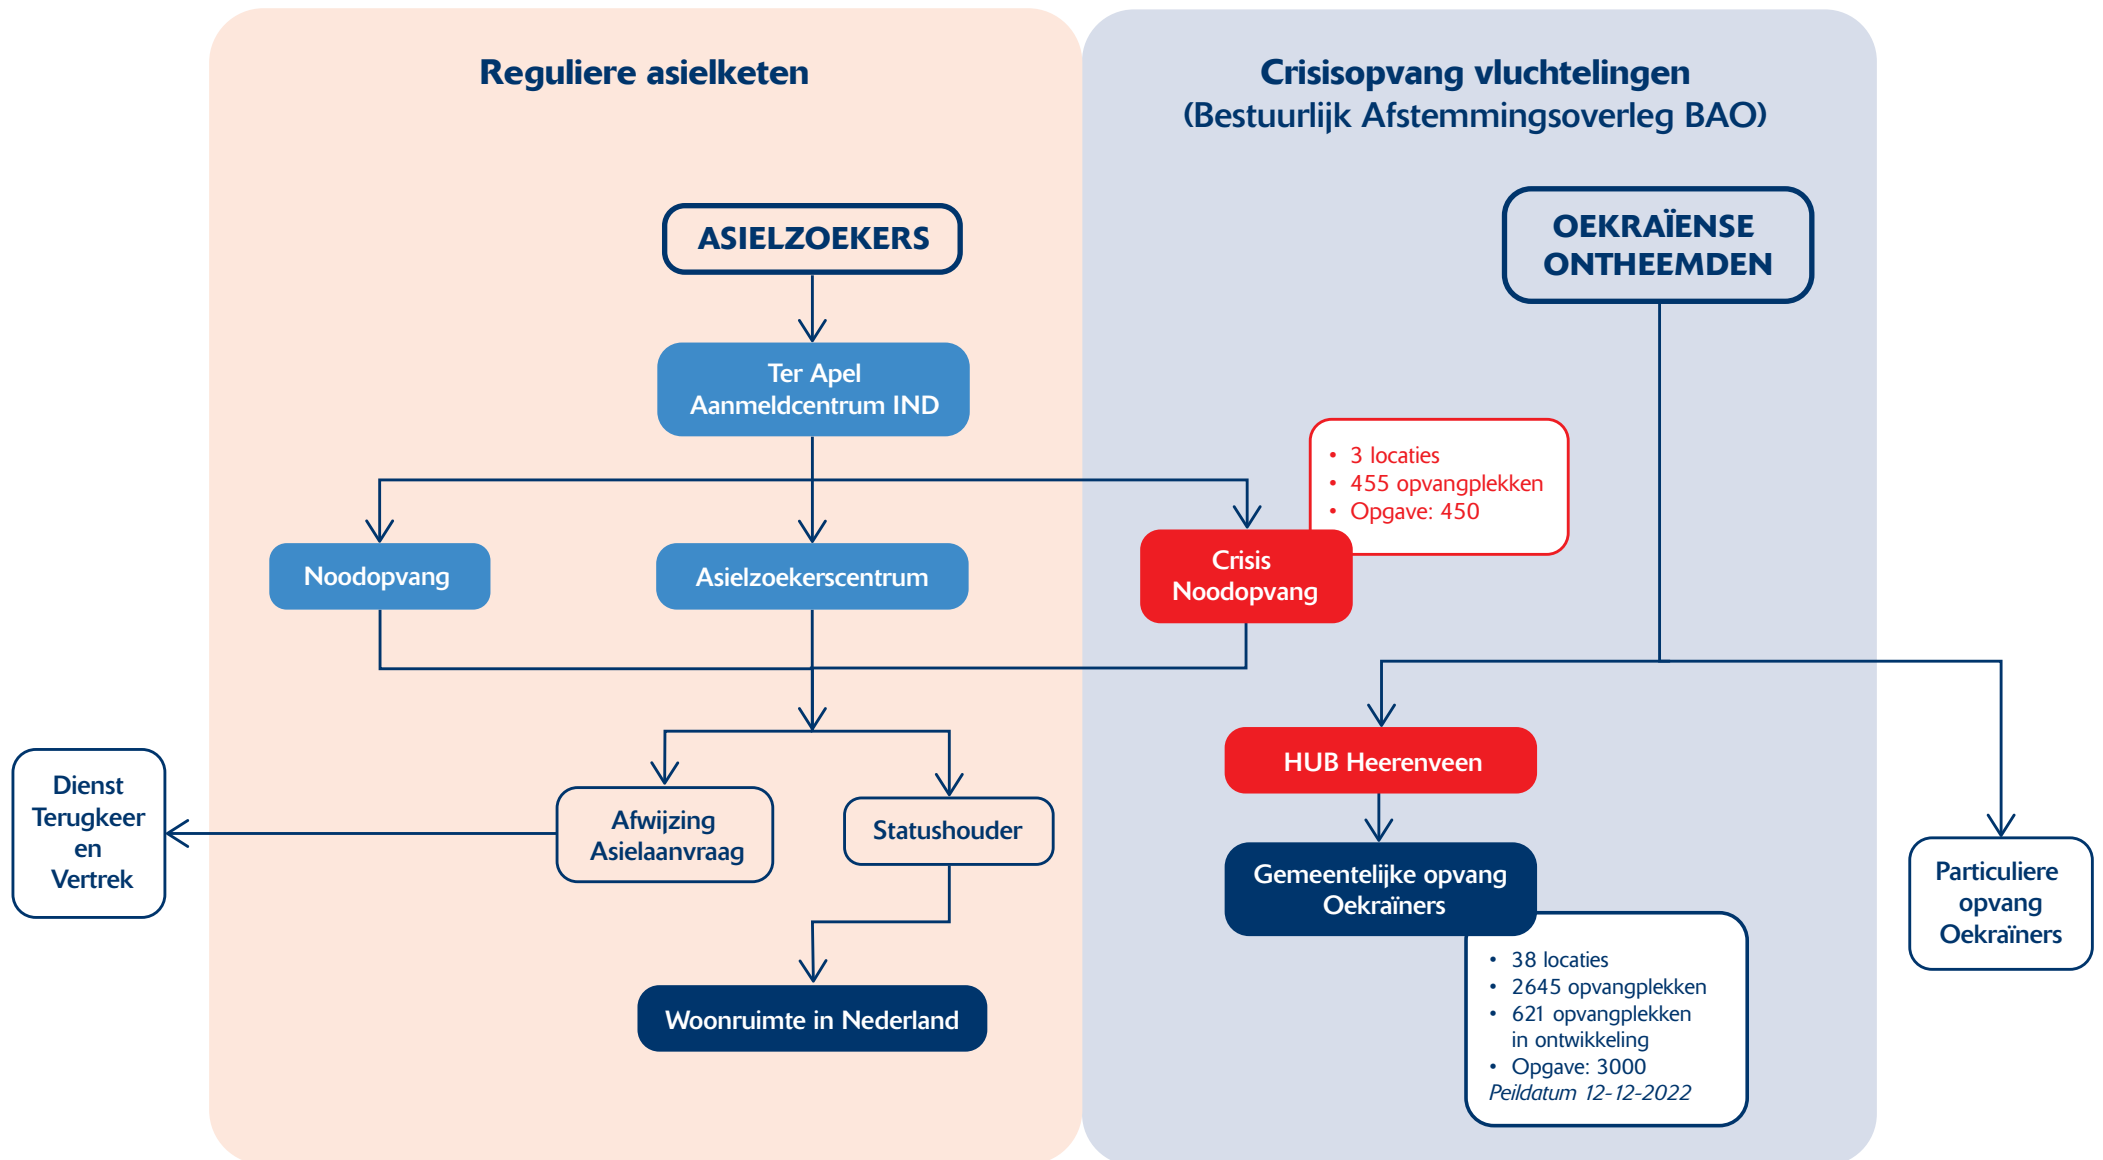 Reguliere asielketen
Crisisopvang vluchtelingen
(Bestuurlijk Afstemmingsoverleg BAO)
ASIELZOEKERS
OEKRAÏENSE
ONTHEEMDEN
Ter Apel
Aanmeldcentrum IND
• 3 locaties
• 455 opvangplekken
• Opgave: 450
Noodopvang
Asielzoekerscentrum
Crisis
Noodopvang
HUB Heerenveen
Dienst
Terugkeer
en
Vertrek
Afwijzing
Asielaanvraag
Statushouder
Gemeentelijke opvang
Oekraïners
Particuliere
opvang
Oekraïners
• 38 locaties
• 2645 opvangplekken
• 621 opvangplekken
in ontwikkeling
• Opgave: 3000
Peildatum 12-12-2022
Woonruimte in Nederland